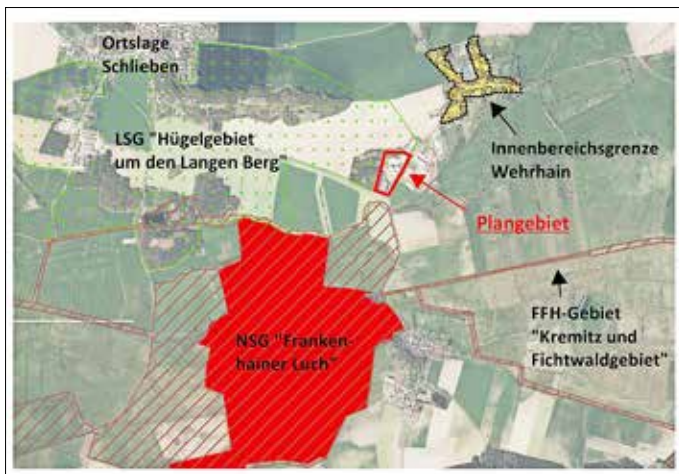 Ortslage
Schlieben
LSG "Hügelgebiet
um den Langen Berg"
Innenbereichsgrenze
Wehrhain
Plangebiet
FFH-Gebiet
"Kremitz und
Fichtwaldgebiet"
NSG "Franken-
hainer Luch"